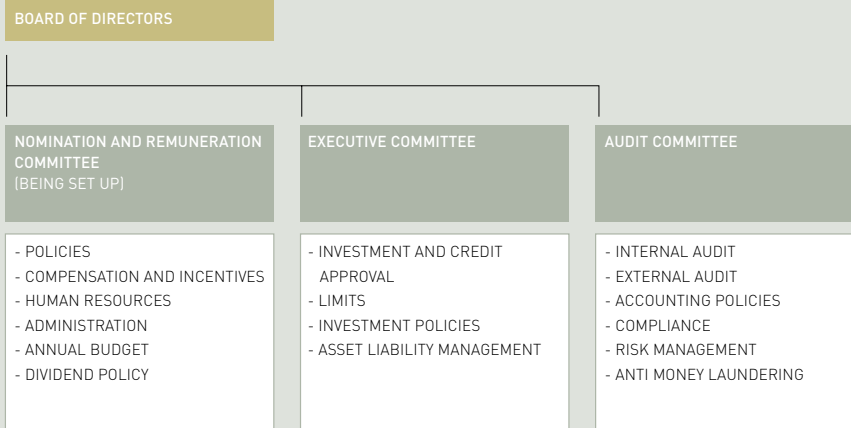 BOARD OF DIRECTORS
NOMINATION AND REMUNERATION
COMMITTEE
(BEING SET UP)
EXECUTIVE COMMITTEE
AUDIT COMMITTEE
- POLICIES
- COMPENSATION AND INCENTIVES
- HUMAN RESOURCES
- ADMINISTRATION
- ANNUAL BUDGET
- DIVIDEND POLICY
- INVESTMENT AND CREDIT
APPROVAL
- LIMITS
- INVESTMENT POLICIES
- ASSET LIABILITY MANAGEMENT
- INTERNAL AUDIT
- EXTERNAL AUDIT
- ACCOUNTING POLICIES
- COMPLIANCE
- RISK MANAGEMENT
- ANTI MONEY LAUNDERING